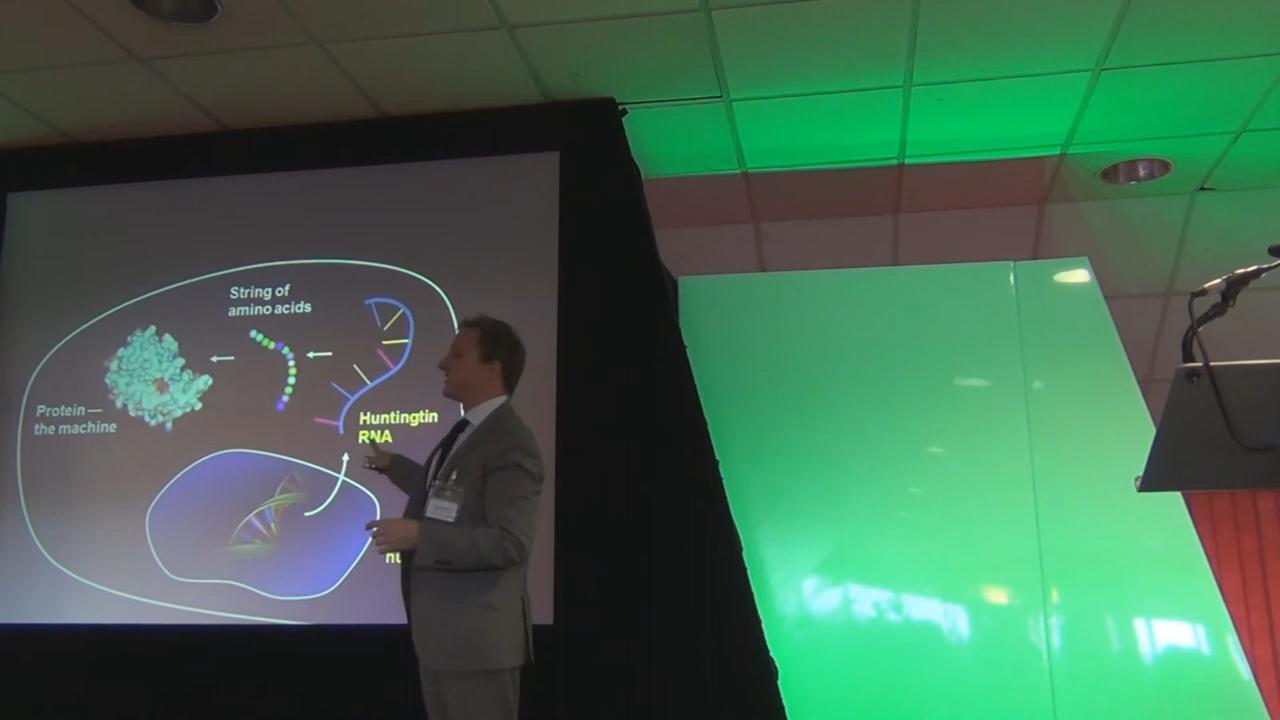 String of
amino acids
Protein—
the machine
Huntingtin
RNA